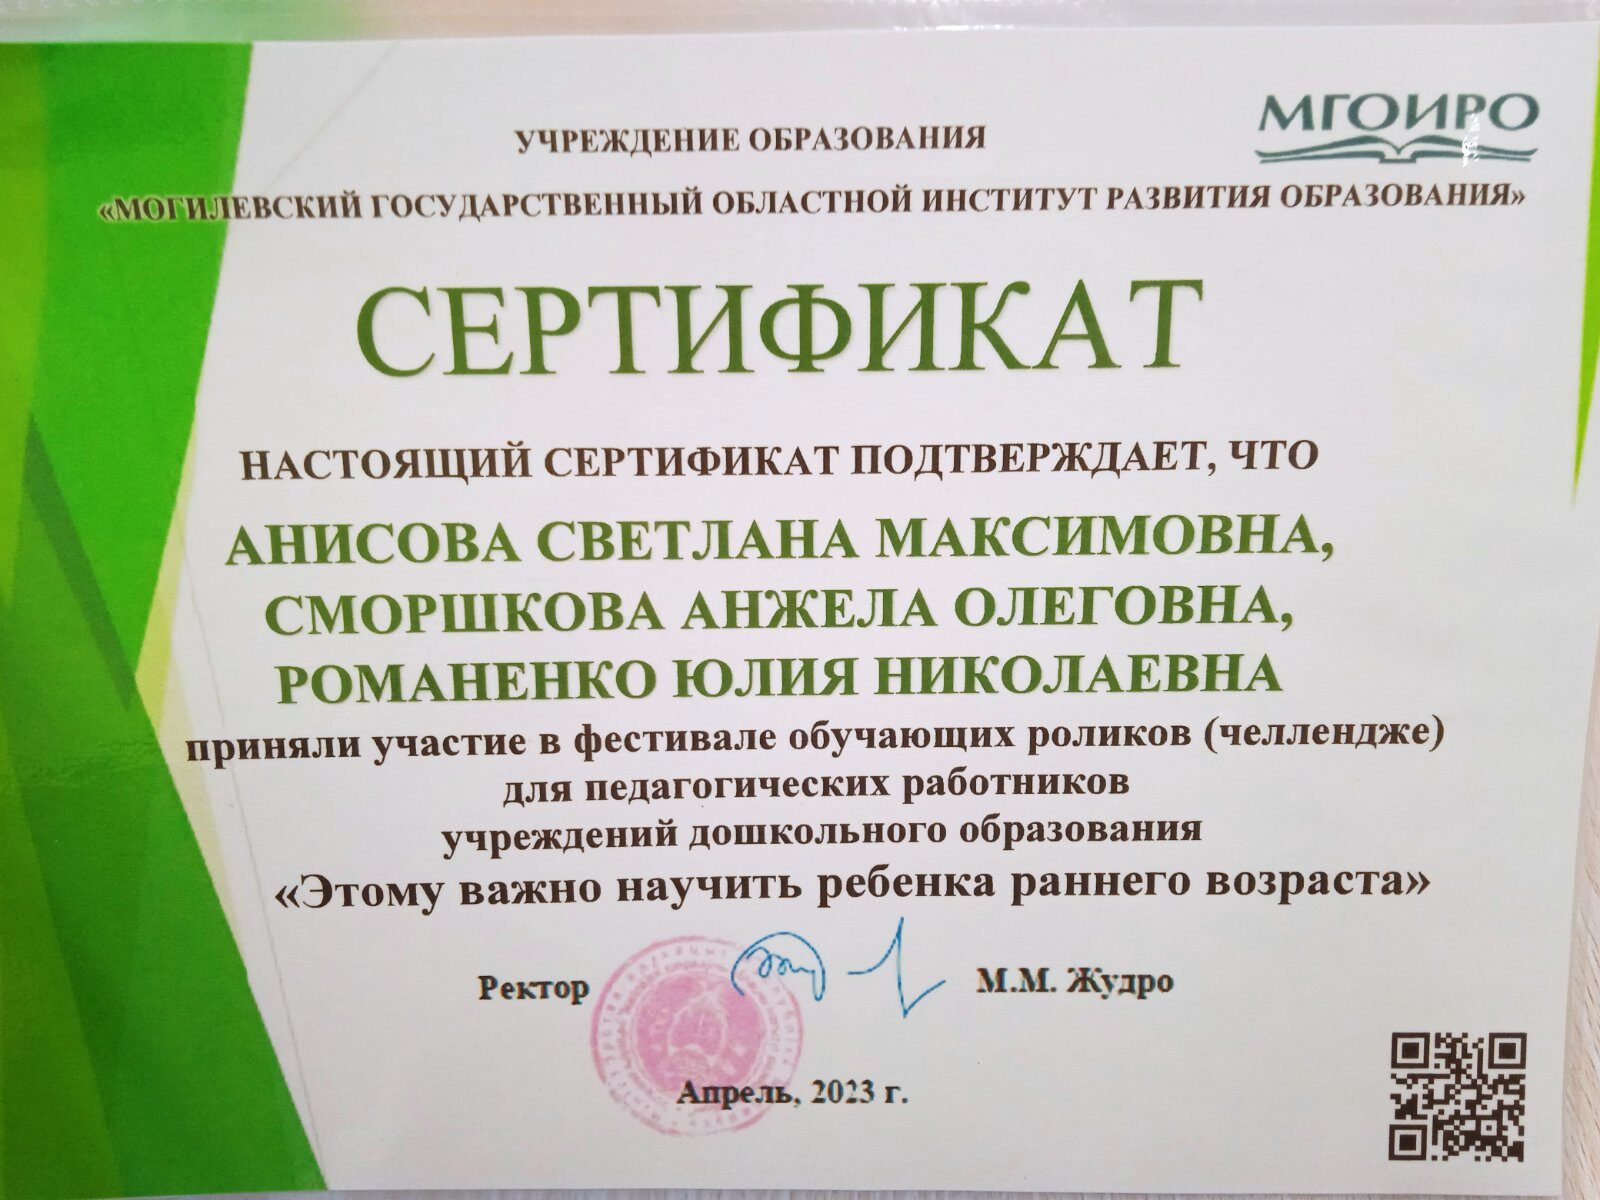 МГОИРО
УЧРЕЖДЕНИЕ ОБРАЗОВАНИЯ
«МОГИЛЕВСКИЙ ГОСУДАРСТВЕННЫЙ ОБЛАСТНОЙ ИНСТИТУТ РАЗВИТИЯ ОБРАЗОВАНИЯ»
СЕРТИФИКАТ
НАСТОЯЩИЙ СЕРТИФИКАТ ПОДТВЕРЖДАЕТ, ЧТО
АНИСОВА СВЕТЛАНА МАКСИМОВНА,
СМОРШКОВА АНЖЕЛА ОЛЕГОВНА,
РОМАНЕНКО ЮЛИЯ НИКОЛАЕВНА
приняли участие в фестивале обучающих роликов (челлендже)
для педагогических работников
учреждений дошкольного образования
«Этому важно научить ребенка раннего возраста»
Ректор М.М. Жудро
Апрель, 2023 г.